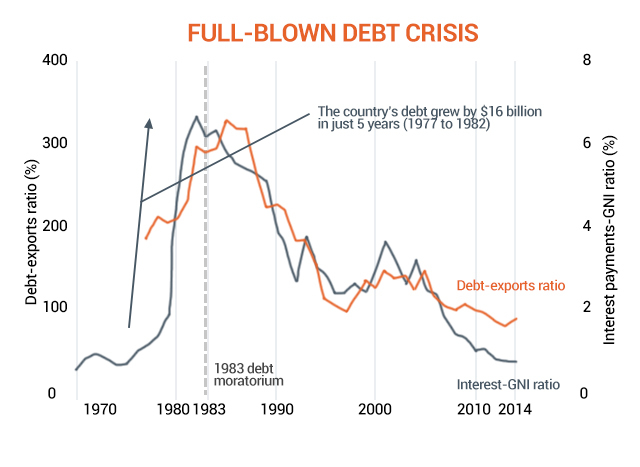 FULL-BLOWN DEBT CRISIS
400
300
200
100
0
Debt-exports ratio (%)
8
6
4
2
0
Interest payments-GNI ratio (%)
The country's debt grew by $16 billion
in just 5 years (1977 to 1982)
Debt-exports ratio
1983 debt
moratorium
Interest-GNI ratio
1970 1980 1983 1990 2000 2010 2014